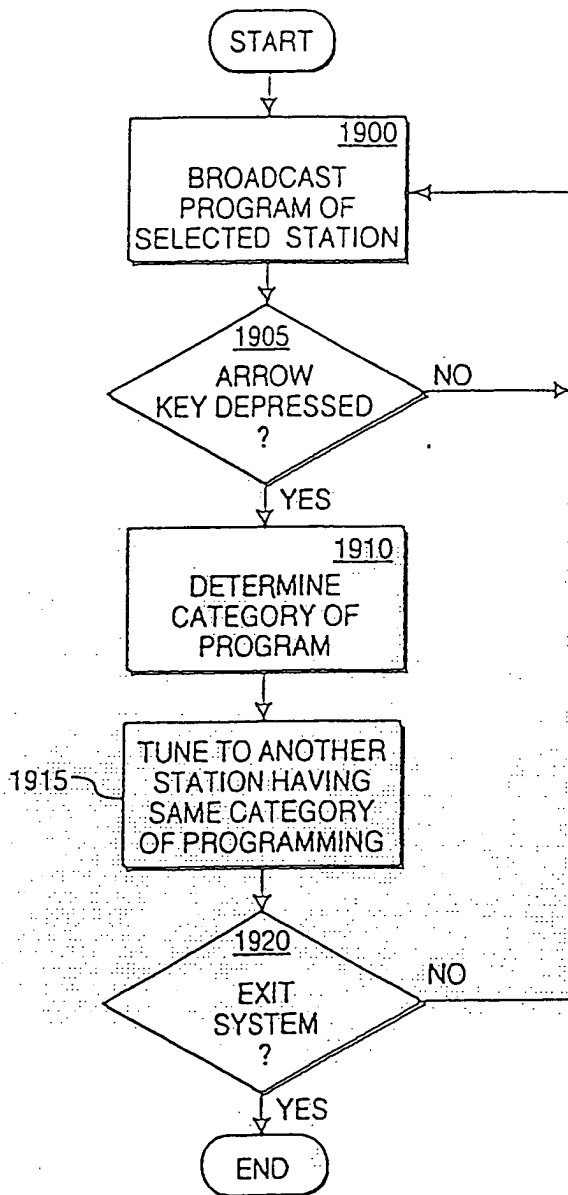 START
1900
BROADCAST
PROGRAM OF
SELECTED STATION
1905
ARROW
KEY DEPRESSED
?
NO
YES
1910
DETERMINE
CATEGORY OF
PROGRAM
1915
TUNE TO ANOTHER
STATION HAVING
SAME CATEGORY
OF PROGRAMMING
1920
EXIT
SYSTEM
?
NO
YES
END